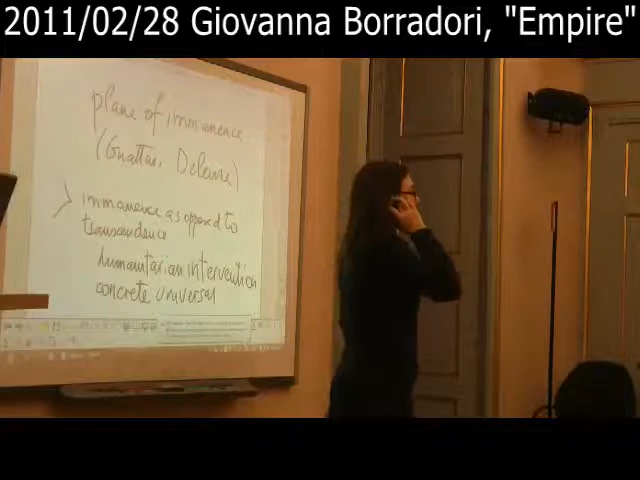 2011/02/28 Giovanna Borradori, "Empire"
plane of immanence
(Guattari, Deleuze)
> immanence as opposed to
transcendence
humanitarian intervention
concrete universal